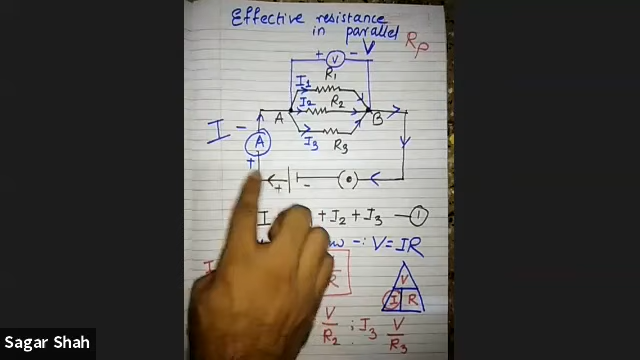 Effective resistance
in parallel
Rp
+ V - V
R1
I1
I2 R2
A B
I3 R3
I - A +
+ -
I + I2 + I3 — 1
-: V = IR
V
I R
R
V/R2 ; I3 V/R3
Sagar Shah